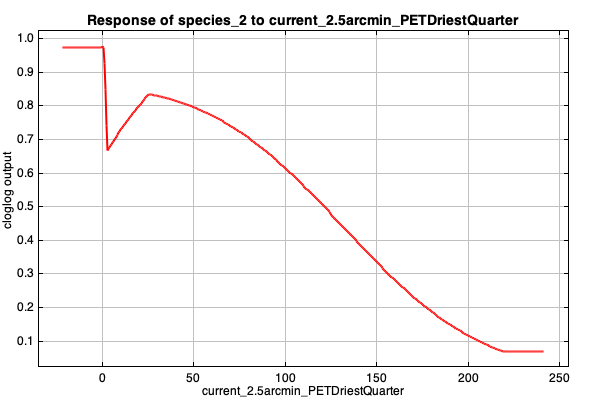 Response of species_2 to current_2.5arcmin_PETDriestQuarter
1.0
0.9
0.8
0.7
0.6
0.5
0.4
0.3
0.2
0.1
cloglog output
0 50 100 150 200 250
current_2.5arcmin_PETDriestQuarter